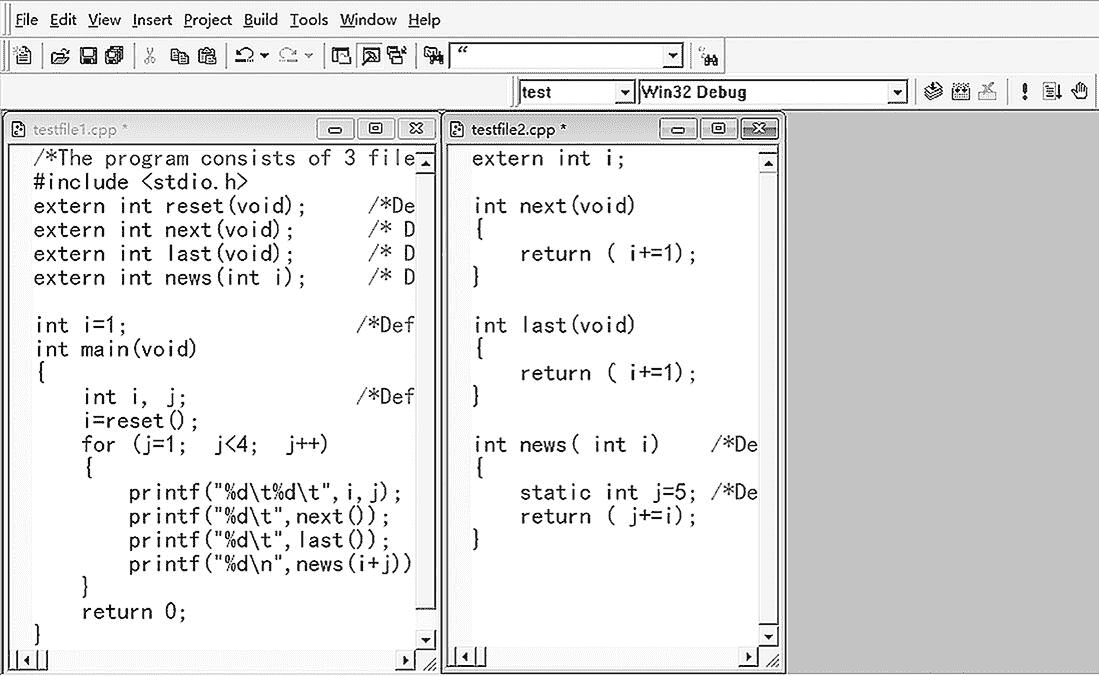 File Edit View Insert Project Build Tools Window Help
“
test Win32 Debug
testfile1.cpp *
/*The program consists of 3 file
#include <stdio.h>
extern int reset(void); /*De
extern int next(void); /* D
extern int last(void); /* D
extern int news(int i); /* D
int i=1; /*Def
int main(void)
{
int i, j; /*Def
i=reset();
for (j=1; j<4; j++)
{
printf("%d\t%d\t",i,j);
printf("%d\t",next());
printf("%d\t",last());
printf("%d\n",news(i+j))
}
return 0;
}
testfile2.cpp *
extern int i;
int next(void)
{
return ( i+=1);
}
int last(void)
{
return ( i+=1);
}
int news( int i) /*De
{
static int j=5; /*De
return ( j+=i);
}